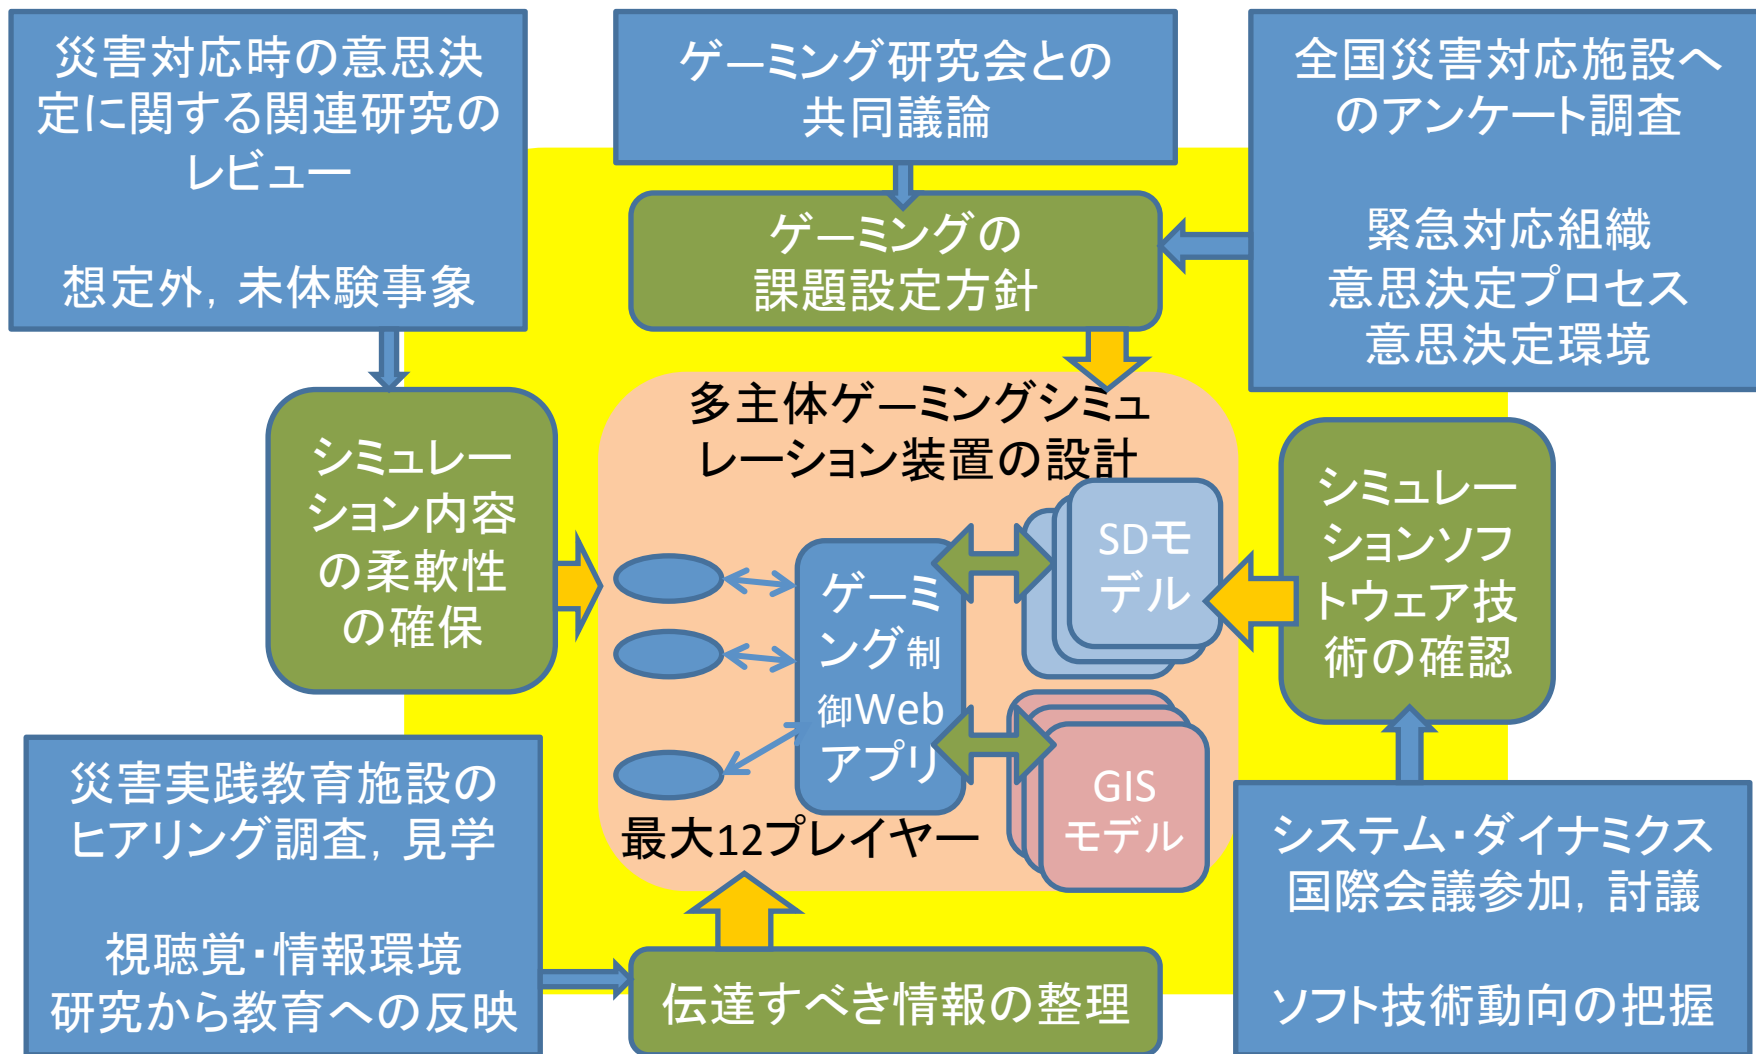 災害対応時の意思決
定に関する関連研究の
レビュー
想定外，未体験事象
ゲーミング研究会との
共同議論
全国災害対応施設へ
のアンケート調査
緊急対応組織
意思決定プロセス
意思決定環境
ゲーミングの
課題設定方針
シミュレー
ション内容
の柔軟性
の確保
多主体ゲーミングシミュ
レーション装置の設計
ゲーミ
ング制
御Web
アプリ
SDモ
デル
GIS
モデル
最大12プレイヤー
シミュレー
ションソフ
トウェア技
術の確認
災害実践教育施設の
ヒアリング調査，見学
視聴覚・情報環境
研究から教育への反映
伝達すべき情報の整理
システム・ダイナミクス
国際会議参加，討議
ソフト技術動向の把握